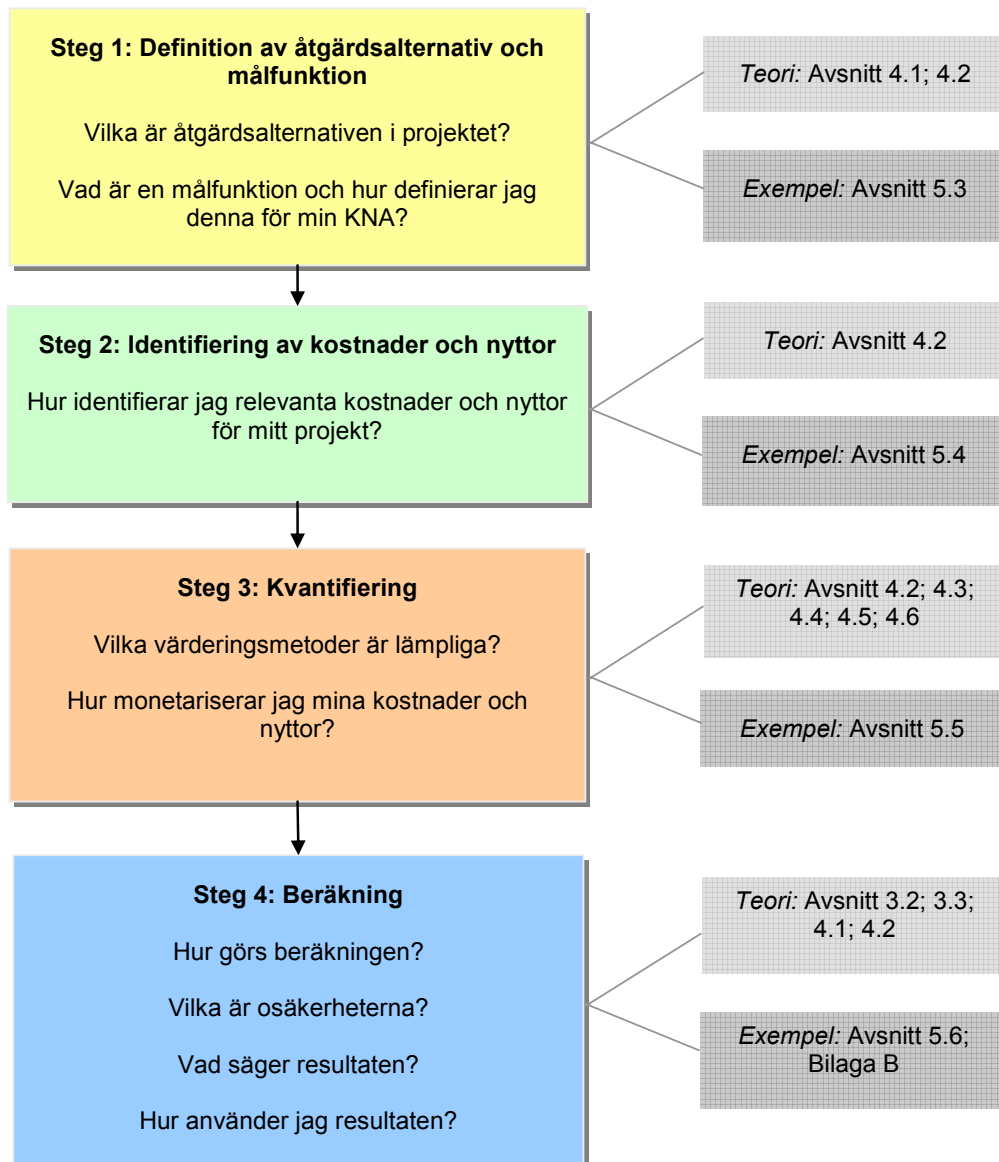 Steg 1: Definition av åtgärdsalternativ och
målfunktion
Vilka är åtgärdsalternativen i projektet?
Vad är en målfunktion och hur definierar jag
denna för min KNA?
Teori: Avsnitt 4.1; 4.2
Exempel: Avsnitt 5.3
Steg 2: Identifiering av kostnader och nyttor
Hur identifierar jag relevanta kostnader och nyttor
för mitt projekt?
Teori: Avsnitt 4.2
Exempel: Avsnitt 5.4
Steg 3: Kvantifiering
Vilka värderingsmetoder är lämpliga?
Hur monetariserar jag mina kostnader och
nyttor?
Teori: Avsnitt 4.2; 4.3;
4.4; 4.5; 4.6
Exempel: Avsnitt 5.5
Steg 4: Beräkning
Hur görs beräkningen?
Vilka är osäkerheterna?
Vad säger resultaten?
Hur använder jag resultaten?
Teori: Avsnitt 3.2; 3.3;
4.1; 4.2
Exempel: Avsnitt 5.6;
Bilaga B